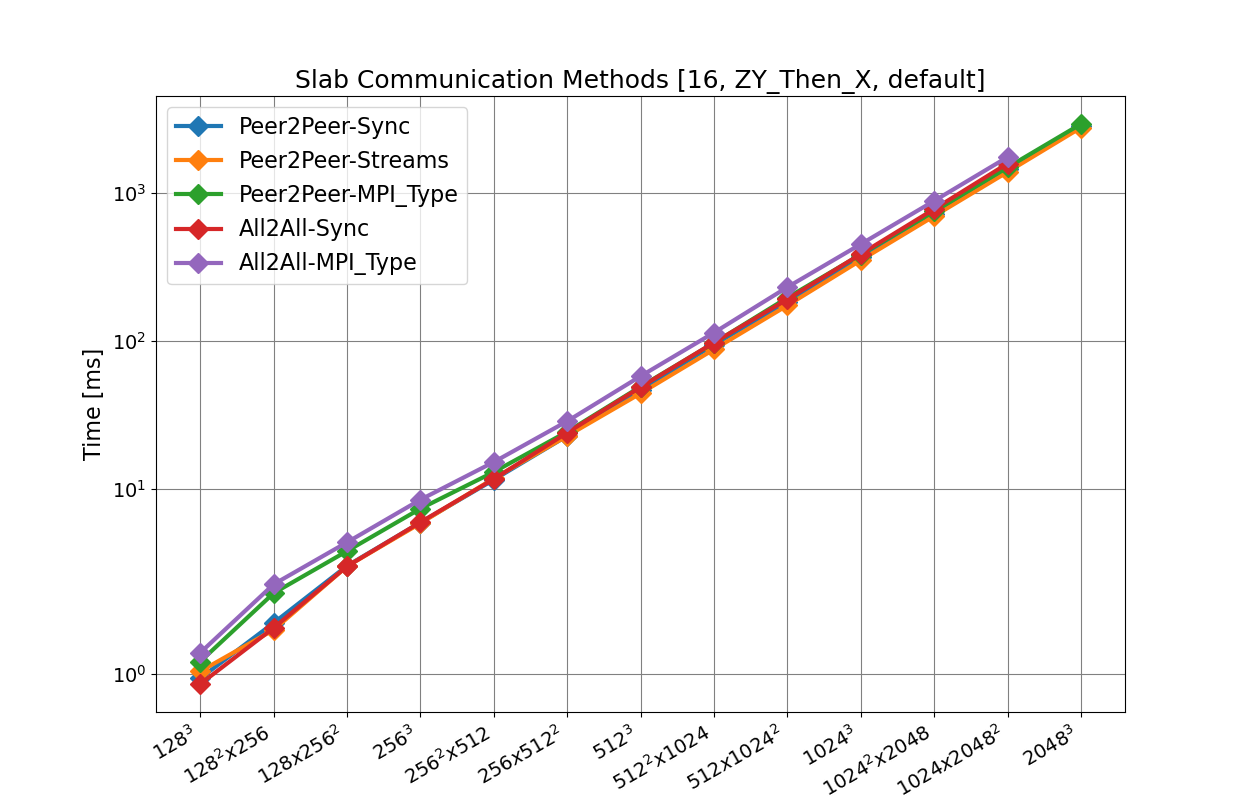 Slab Communication Methods [16, ZY_Then_X, default]
Peer2Peer-Sync
Peer2Peer-Streams
Peer2Peer-MPI_Type
All2All-Sync
All2All-MPI_Type
Time [ms]
10³
10²
10¹
10⁰
128³
128²x256
128x256²
256³
256²x512
256x512²
512³
512²x1024
512x1024²
1024³
1024²x2048
1024x2048²
2048³